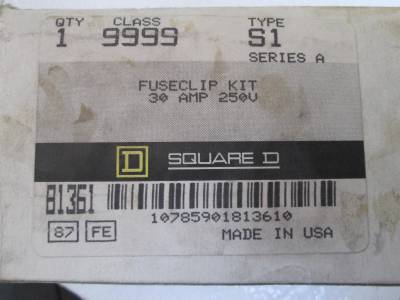 QTY CLASS TYPE
1 9999 S1
SERIES A
FUSECLIP KIT
30 AMP 250V
D SQUARE D
81361
10785901813610
87 FE MADE IN USA